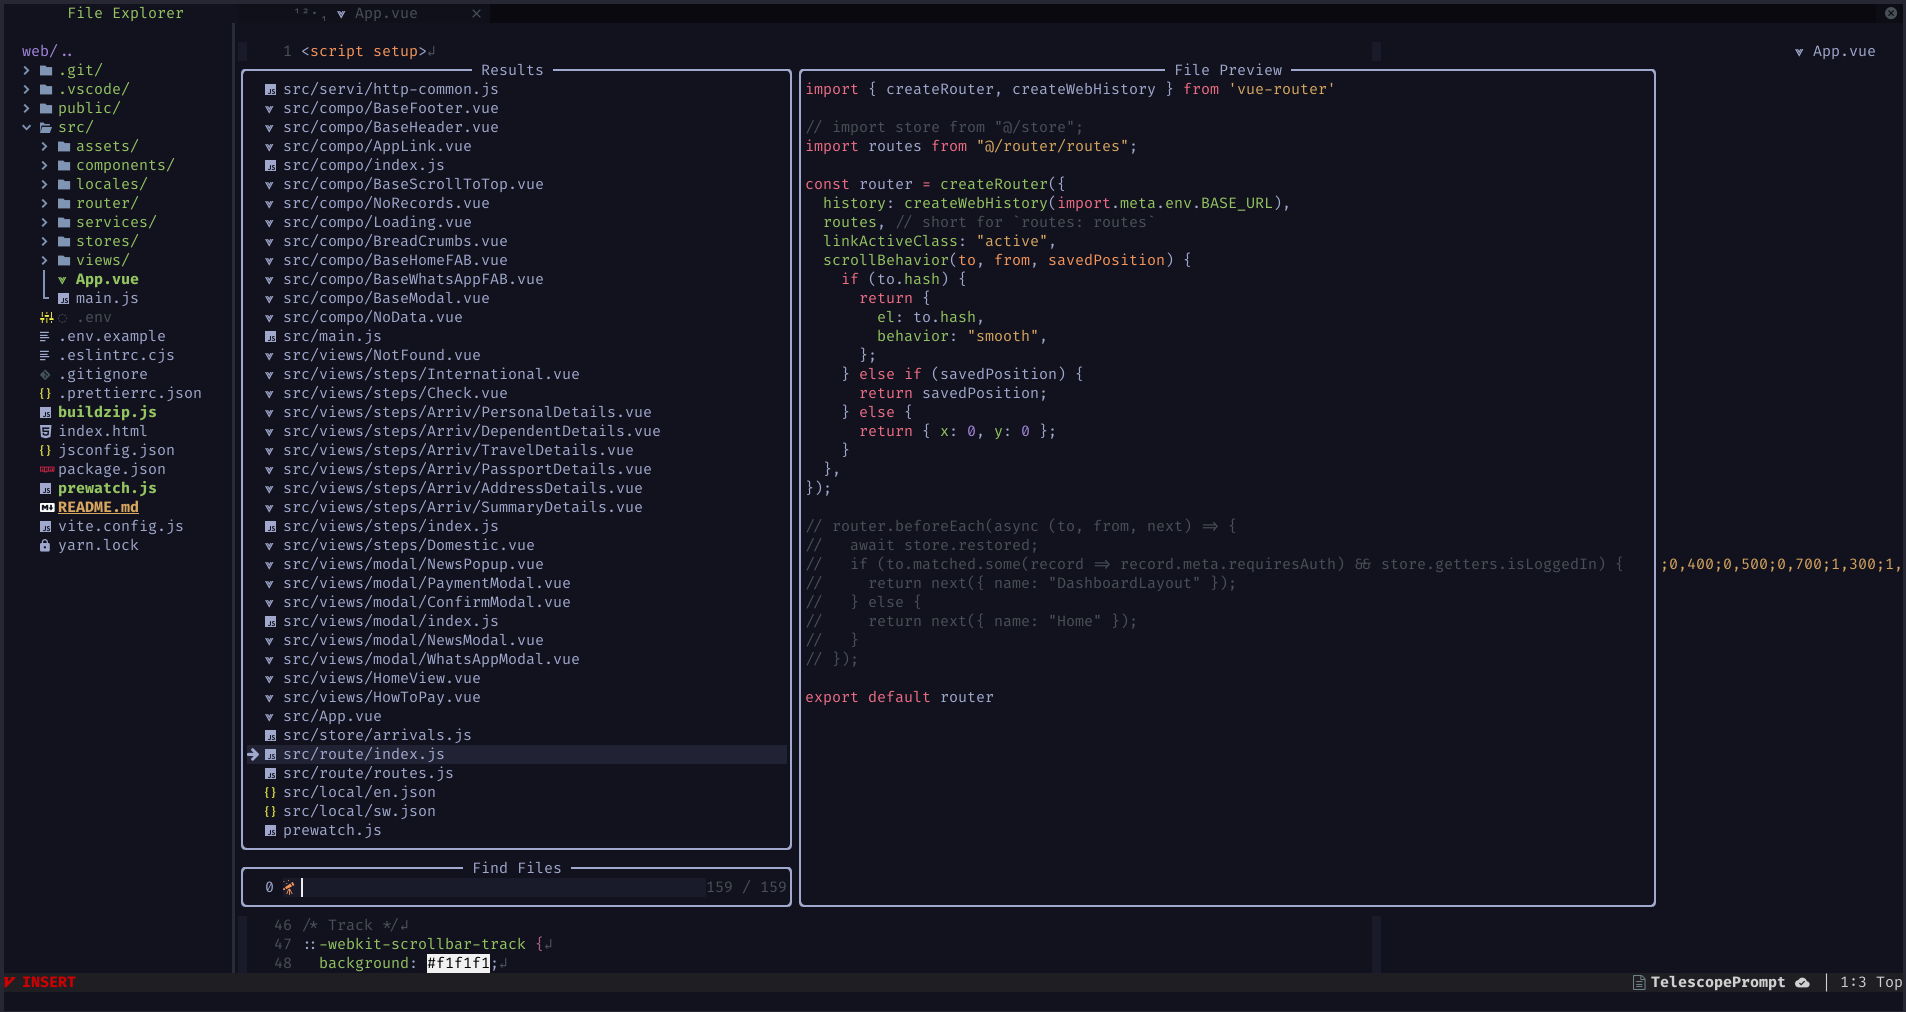 File Explorer
App.vue
web/..
.git/
.vscode/
public/
src/
assets/
components/
locales/
router/
services/
stores/
views/
App.vue
main.js
.env
.env.example
.eslintrc.cjs
.gitignore
.prettierrc.json
buildzip.js
index.html
jsconfig.json
package.json
prewatch.js
README.md
vite.config.js
yarn.lock
1 <script setup>
App.vue
Results
src/servi/http-common.js
src/compo/BaseFooter.vue
src/compo/BaseHeader.vue
src/compo/AppLink.vue
src/compo/index.js
src/compo/BaseScrollToTop.vue
src/compo/NoRecords.vue
src/compo/Loading.vue
src/compo/BreadCrumbs.vue
src/compo/BaseHomeFAB.vue
src/compo/BaseWhatsAppFAB.vue
src/compo/BaseModal.vue
src/compo/NoData.vue
src/main.js
src/views/NotFound.vue
src/views/steps/International.vue
src/views/steps/Check.vue
src/views/steps/Arriv/PersonalDetails.vue
src/views/steps/Arriv/DependentDetails.vue
src/views/steps/Arriv/TravelDetails.vue
src/views/steps/Arriv/PassportDetails.vue
src/views/steps/Arriv/AddressDetails.vue
src/views/steps/Arriv/SummaryDetails.vue
src/views/steps/index.js
src/views/steps/Domestic.vue
src/views/modal/NewsPopup.vue
src/views/modal/PaymentModal.vue
src/views/modal/ConfirmModal.vue
src/views/modal/index.js
src/views/modal/NewsModal.vue
src/views/modal/WhatsAppModal.vue
src/views/HomeView.vue
src/views/HowToPay.vue
src/App.vue
src/store/arrivals.js
src/route/index.js
src/route/routes.js
src/local/en.json
src/local/sw.json
prewatch.js
Find Files
0 159 / 159
File Preview
import { createRouter, createWebHistory } from 'vue-router'
// import store from "@/store";
import routes from "@/router/routes";
const router = createRouter({
history: createWebHistory(import.meta.env.BASE_URL),
routes, // short for `routes: routes`
linkActiveClass: "active",
scrollBehavior(to, from, savedPosition) {
if (to.hash) {
return {
el: to.hash,
behavior: "smooth",
};
} else if (savedPosition) {
return savedPosition;
} else {
return { x: 0, y: 0 };
}
},
});
// router.beforeEach(async (to, from, next) => {
//   await store.restored;
//   if (to.matched.some(record => record.meta.requiresAuth) && store.getters.isLoggedIn) {
//     return next({ name: "DashboardLayout" });
//   } else {
//     return next({ name: "Home" });
//   }
// });
export default router
;0,400;0,500;0,700;1,300;1,
46 /* Track */
47 ::-webkit-scrollbar-track {
48 background: #f1f1f1;
INSERT
TelescopePrompt | 1:3 Top